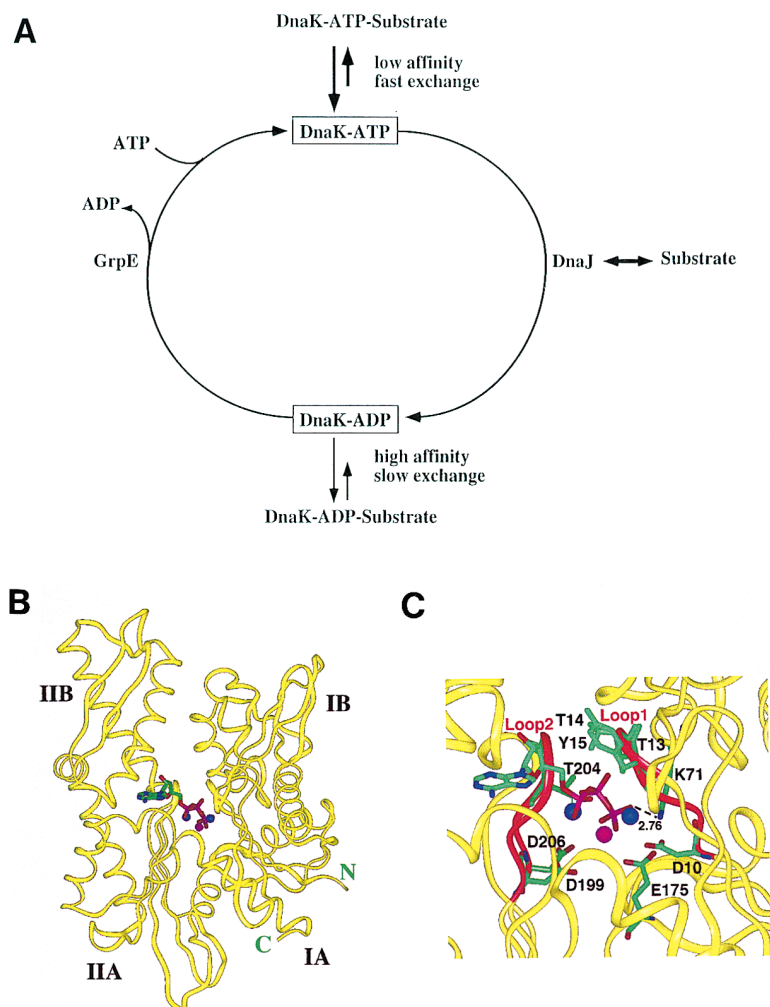 A
DnaK-ATP-Substrate
low affinity
fast exchange
DnaK-ATP
ATP
ADP
GrpE
DnaJ
Substrate
DnaK-ADP
high affinity
slow exchange
DnaK-ADP-Substrate
B
IIB
IB
N
C
IA
IIA
C
Loop2
T14
Loop1
Y15
T13
T204
K71
2.76
D206
D10
D199
E175